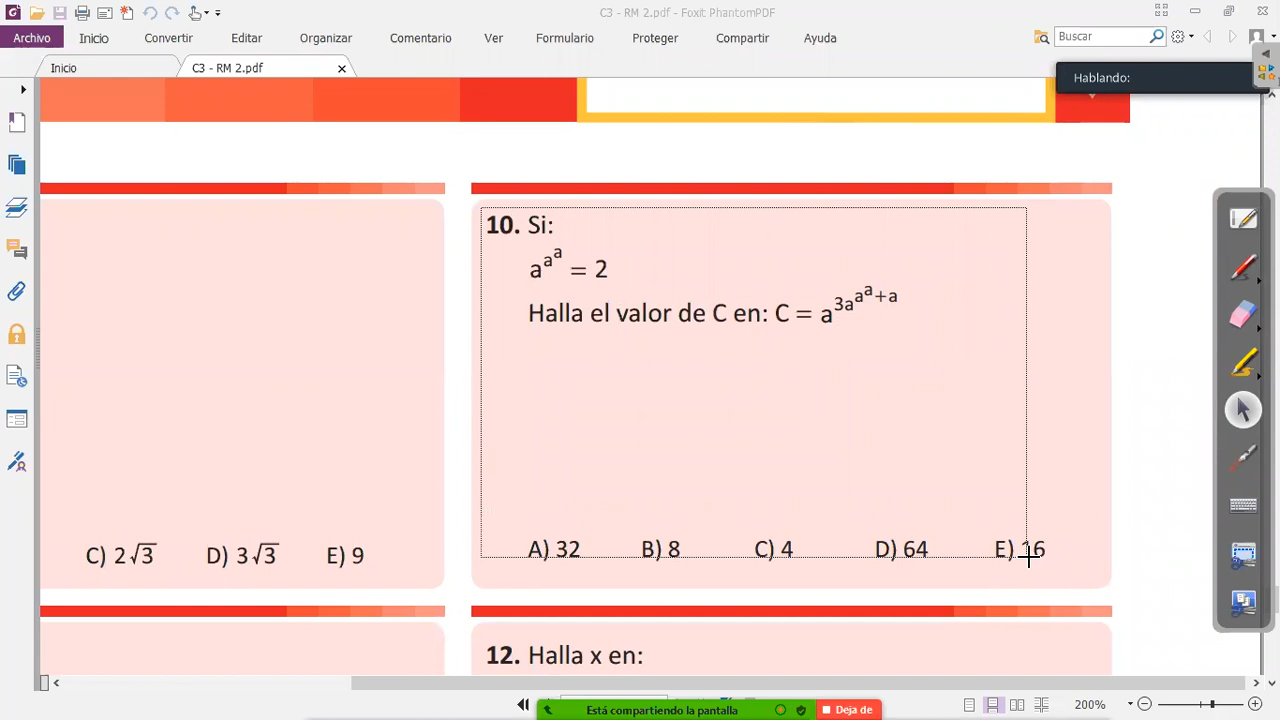 C3 - RM 2.pdf - Foxit PhantomPDF
Archivo Inicio Convertir Editar Organizar Comentario Ver Formulario Proteger Compartir Ayuda
Buscar
Inicio
C3 - RM 2.pdf
Hablando:
10. Si:
a^{a^{a}} = 2
Halla el valor de C en: C = a^{3a^{a^{a}+a}}
A) 32 B) 8 C) 4 D) 64 E) 16
C) 2√3 D) 3√3 E) 9
12. Halla x en:
Está compartiendo la pantalla
Deja de
200%